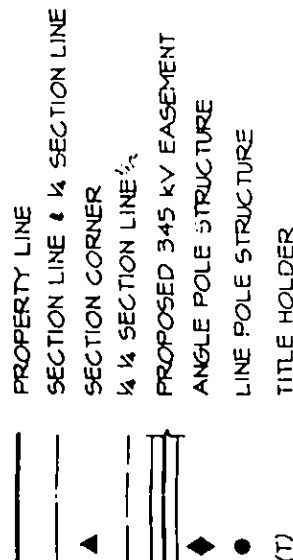 PROPERTY LINE
SECTION LINE & ¼ SECTION LINE
SECTION CORNER
¼ ¼ SECTION LINE
PROPOSED 345 KV EASEMENT
ANGLE POLE STRUCTURE
LINE POLE STRUCTURE
(T) TITLE HOLDER